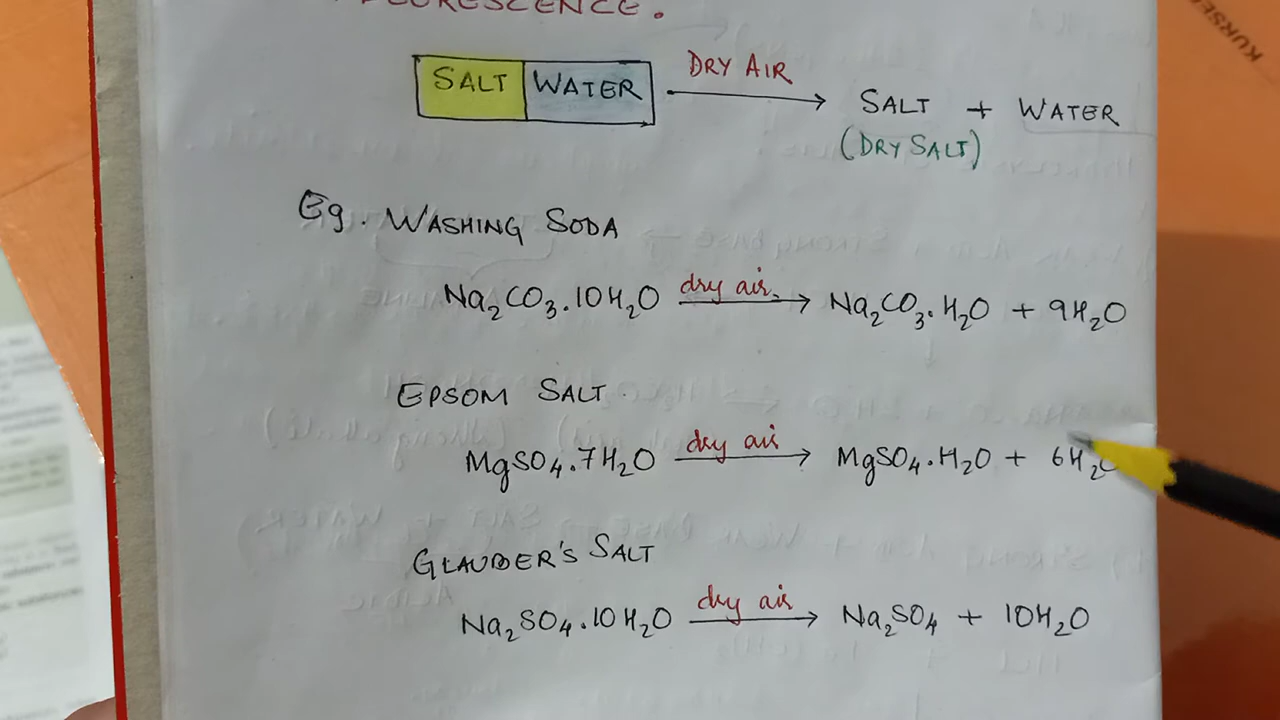 SALT WATER DRY AIR → SALT + WATER
(DRY SALT)
Eg. WASHING SODA
Na₂CO₃.10H₂O dry air → Na₂CO₃.H₂O + 9H₂O
EPSOM SALT
MgSO₄.7H₂O dry air → MgSO₄.H₂O + 6H₂O
GLAUBER'S SALT
Na₂SO₄.10H₂O dry air → Na₂SO₄ + 10H₂O